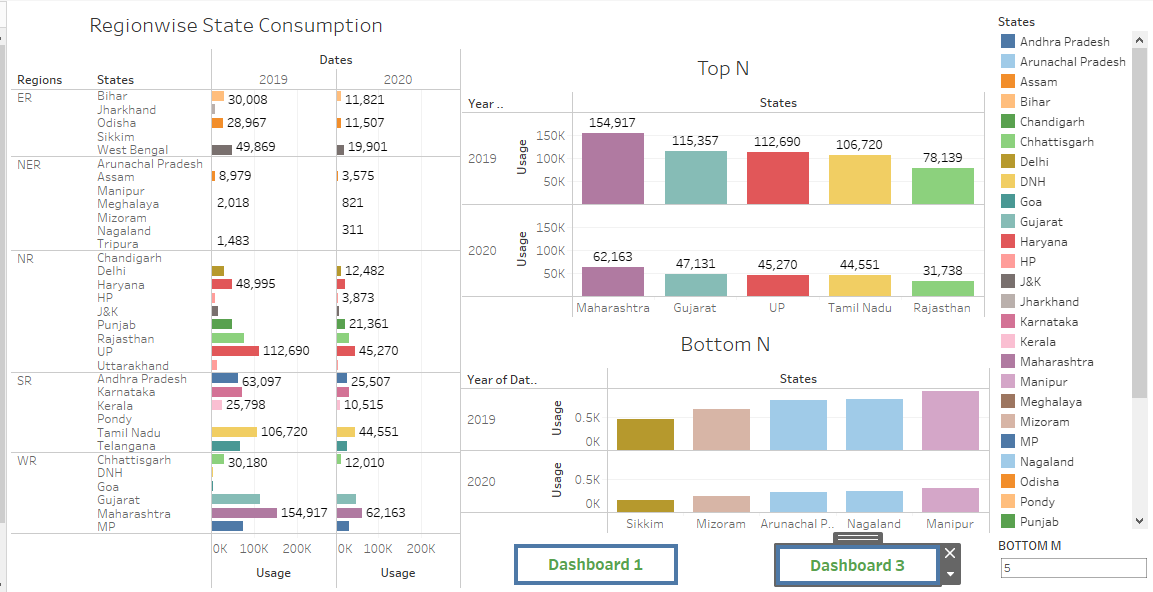 Regionwise State Consumption
Dates
Regions States 2019 2020
ER Bihar 30,008 11,821
Jharkhand
Odisha 28,967 11,507
Sikkim
West Bengal 49,869 19,901
NER Arunachal Pradesh
Assam 8,979 3,575
Manipur
Meghalaya 2,018 821
Mizoram
Nagaland 311
Tripura 1,483
NR Chandigarh
Delhi 12,482
Haryana 48,995
HP 3,873
J&K
Punjab 21,361
Rajasthan
UP 112,690 45,270
Uttarakhand
SR Andhra Pradesh 63,097 25,507
Karnataka
Kerala 25,798 10,515
Pondy
Tamil Nadu 106,720 44,551
Telangana
WR Chhattisgarh 30,180 12,010
DNH
Goa
Gujarat
Maharashtra 154,917 62,163
MP
0K 100K 200K 0K 100K 200K
Usage Usage
Top N
Year .. States
2019
Usage
150K
100K
50K
154,917 115,357 112,690 106,720 78,139
2020
Usage
150K
100K
50K
62,163 47,131 45,270 44,551 31,738
Maharashtra Gujarat UP Tamil Nadu Rajasthan
Bottom N
Year of Dat.. States
2019
Usage
0.5K
0K
2020
Usage
0.5K
0K
Sikkim Mizoram Arunachal P.. Nagaland Manipur
Dashboard 1
Dashboard 3
States
Andhra Pradesh
Arunachal Pradesh
Assam
Bihar
Chandigarh
Chhattisgarh
Delhi
DNH
Goa
Gujarat
Haryana
HP
J&K
Jharkhand
Karnataka
Kerala
Maharashtra
Manipur
Meghalaya
Mizoram
MP
Nagaland
Odisha
Pondy
Punjab
BOTTOM M
5